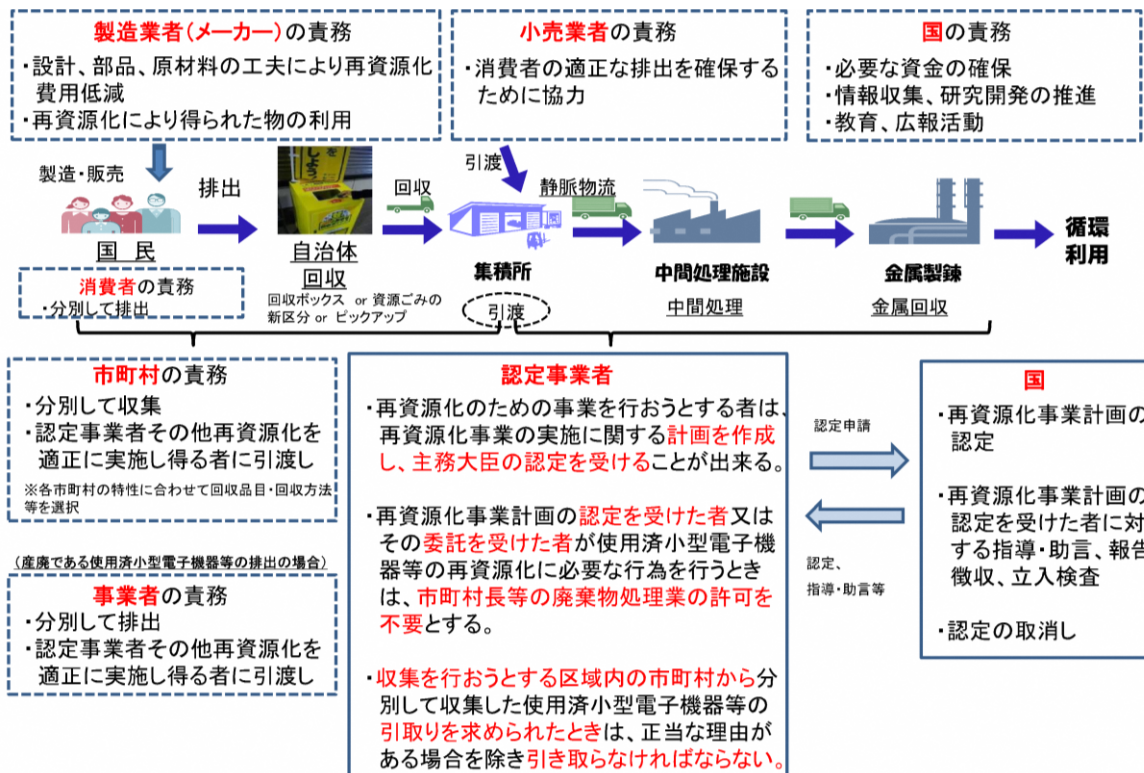 製造業者(メーカー)の責務
・設計、部品、原材料の工夫により再資源化
費用低減
・再資源化により得られた物の利用
小売業者の責務
・消費者の適正な排出を確保する
ために協力
国の責務
・必要な資金の確保
・情報収集、研究開発の推進
・教育、広報活動
製造・販売
排出
回収
引渡
静脈物流
国 民
自治体
回収
回収ボックス or 資源ごみの
新区分 or ピックアップ
集積所
引渡
中間処理施設
中間処理
金属製錬
金属回収
循環
利用
消費者の責務
・分別して排出
市町村の責務
・分別して収集
・認定事業者その他再資源化を
適正に実施し得る者に引渡し
※各市町村の特性に合わせて回収品目・回収方法
等を選択
(産廃である使用済小型電子機器等の排出の場合)
事業者の責務
・分別して排出
・認定事業者その他再資源化を
適正に実施し得る者に引渡し
認定事業者
・再資源化のための事業を行おうとする者は、
再資源化事業の実施に関する計画を作成
し、主務大臣の認定を受けることが出来る。
・再資源化事業計画の認定を受けた者又は
その委託を受けた者が使用済小型電子機
器等の再資源化に必要な行為を行うとき
は、市町村長等の廃棄物処理業の許可を
不要とする。
・収集を行おうとする区域内の市町村から分
別して収集した使用済小型電子機器等の
引取りを求められたときは、正当な理由が
ある場合を除き引き取らなければならない。
認定申請
認定、
指導・助言等
国
・再資源化事業計画の
認定
・再資源化事業計画の
認定を受けた者に対
する指導・助言、報告
徴収、立入検査
・認定の取消し